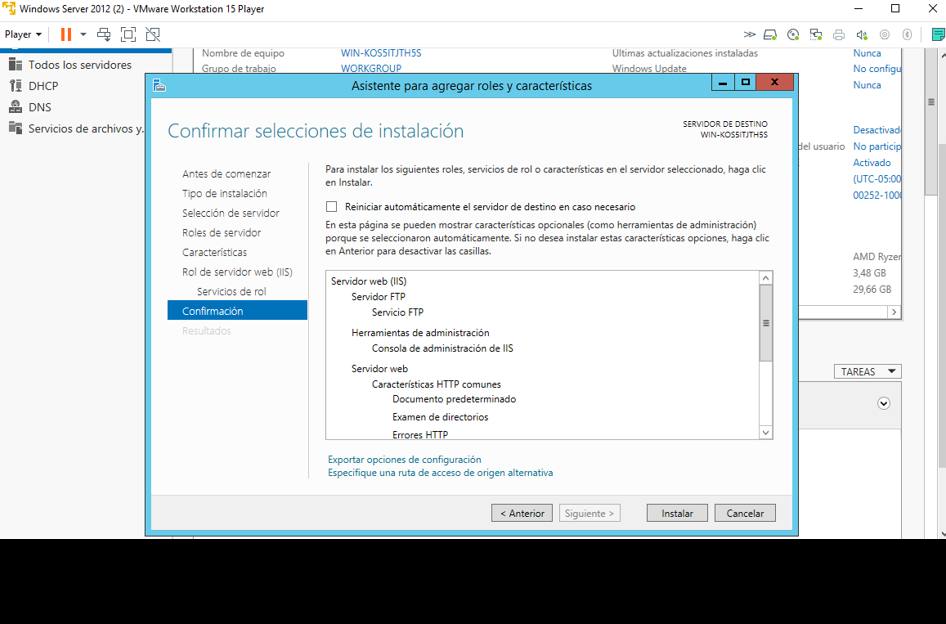 Windows Server 2012 (2) - VMware Workstation 15 Player
Player
Todos los servidores
DHCP
DNS
Servicios de archivos y.
Nombre de equipo WIN-KOS5ITJTH5S
Grupo de trabajo WORKGROUP
Últimas actualizaciones instaladas Nunca
Windows Update No configu
Nunca
Desactivado
del usuario No particip
Activado
(UTC-05:00
00252-1000
AMD Ryzen
3,48 GB
29,66 GB
TAREAS
Asistente para agregar roles y características
Confirmar selecciones de instalación
SERVIDOR DE DESTINO
WIN-KOS5ITJTH5S
Antes de comenzar
Tipo de instalación
Selección de servidor
Roles de servidor
Características
Rol de servidor web (IIS)
Servicios de rol
Confirmación
Resultados
Para instalar los siguientes roles, servicios de rol o características en el servidor seleccionado, haga clic
en Instalar.
Reiniciar automáticamente el servidor de destino en caso necesario
En esta página se pueden mostrar características opcionales (como herramientas de administración)
porque se seleccionaron automáticamente. Si no desea instalar estas características opciones, haga clic
en Anterior para desactivar las casillas.
Servidor web (IIS)
Servidor FTP
Servicio FTP
Herramientas de administración
Consola de administración de IIS
Servidor web
Características HTTP comunes
Documento predeterminado
Examen de directorios
Errores HTTP
Exportar opciones de configuración
Especifique una ruta de acceso de origen alternativa
< Anterior
Siguiente >
Instalar
Cancelar